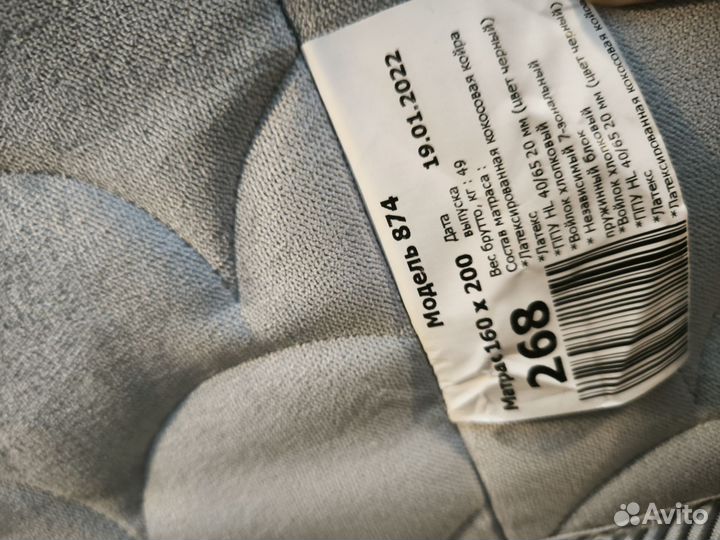 Модель 874
Матрас 160 х 200
268
Дата
выпуска
19.01.2022
Вес брутто, кг : 49
Состав матраса :
*Латексированная кокосовая койра
*Латекс
*ППУ HL 40/65 20 мм (цвет черный)
*Войлок хлопковый
* Независимый 7-зональный
пружинный блок
*Войлок хлопковый
*ППУ HL 40/65 20 мм (цвет черный)
*Латекс
*Латексированная кокосовая
Avito